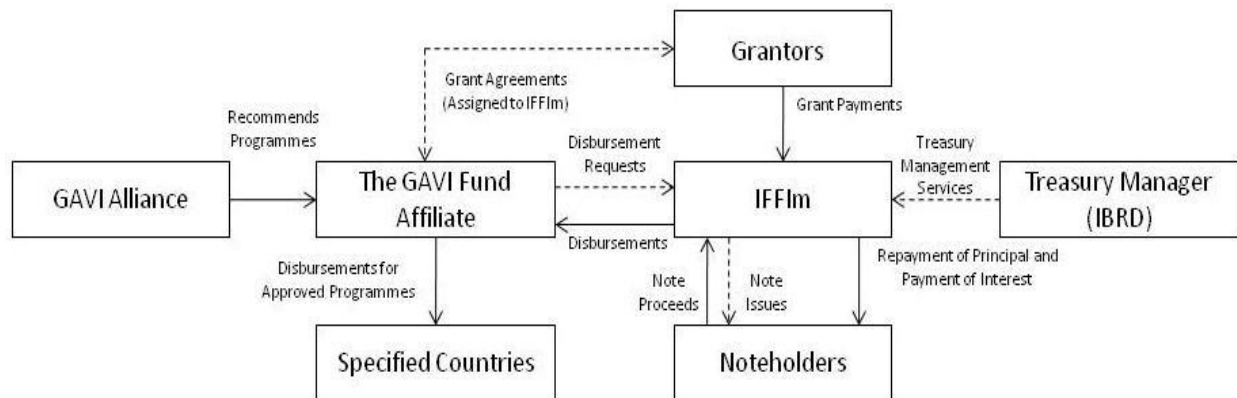 Grantors
Grant Agreements
(Assigned to IFFIm)
Grant Payments
Recommends
Programmes
Disbursement
Requests
Treasury
Management
Services
GAVI Alliance
The GAVI Fund
Affiliate
IFFIm
Treasury Manager
(IBRD)
Disbursements
Disbursements for
Approved Programmes
Note
Proceeds
Note
Issues
Repayment of Principal and
Payment of Interest
Specified Countries
Noteholders